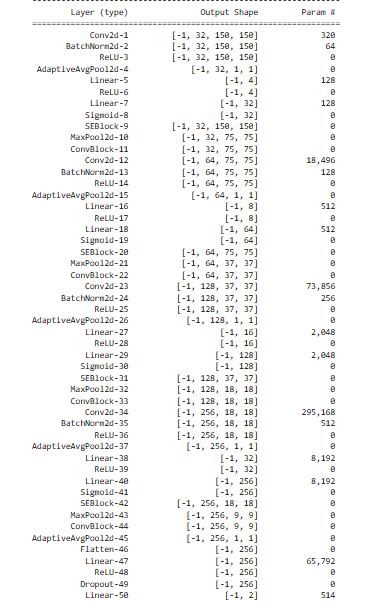 Layer (type) Output Shape Param #
Conv2d-1 [-1, 32, 150, 150] 320
BatchNorm2d-2 [-1, 32, 150, 150] 64
ReLU-3 [-1, 32, 150, 150] 0
AdaptiveAvgPool2d-4 [-1, 32, 1, 1] 0
Linear-5 [-1, 4] 128
ReLU-6 [-1, 4] 0
Linear-7 [-1, 32] 128
Sigmoid-8 [-1, 32] 0
SEBlock-9 [-1, 32, 150, 150] 0
MaxPool2d-10 [-1, 32, 75, 75] 0
ConvBlock-11 [-1, 32, 75, 75] 0
Conv2d-12 [-1, 64, 75, 75] 18,496
BatchNorm2d-13 [-1, 64, 75, 75] 128
ReLU-14 [-1, 64, 75, 75] 0
AdaptiveAvgPool2d-15 [-1, 64, 1, 1] 0
Linear-16 [-1, 8] 512
ReLU-17 [-1, 8] 0
Linear-18 [-1, 64] 512
Sigmoid-19 [-1, 64] 0
SEBlock-20 [-1, 64, 75, 75] 0
MaxPool2d-21 [-1, 64, 37, 37] 0
ConvBlock-22 [-1, 64, 37, 37] 0
Conv2d-23 [-1, 128, 37, 37] 73,856
BatchNorm2d-24 [-1, 128, 37, 37] 256
ReLU-25 [-1, 128, 37, 37] 0
AdaptiveAvgPool2d-26 [-1, 128, 1, 1] 0
Linear-27 [-1, 16] 2,048
ReLU-28 [-1, 16] 0
Linear-29 [-1, 128] 2,048
Sigmoid-30 [-1, 128] 0
SEBlock-31 [-1, 128, 37, 37] 0
MaxPool2d-32 [-1, 128, 18, 18] 0
ConvBlock-33 [-1, 128, 18, 18] 0
Conv2d-34 [-1, 256, 18, 18] 295,168
BatchNorm2d-35 [-1, 256, 18, 18] 512
ReLU-36 [-1, 256, 18, 18] 0
AdaptiveAvgPool2d-37 [-1, 256, 1, 1] 0
Linear-38 [-1, 32] 8,192
ReLU-39 [-1, 32] 0
Linear-40 [-1, 256] 8,192
Sigmoid-41 [-1, 256] 0
SEBlock-42 [-1, 256, 18, 18] 0
MaxPool2d-43 [-1, 256, 9, 9] 0
ConvBlock-44 [-1, 256, 9, 9] 0
AdaptiveAvgPool2d-45 [-1, 256, 1, 1] 0
Flatten-46 [-1, 256] 0
Linear-47 [-1, 256] 65,792
ReLU-48 [-1, 256] 0
Dropout-49 [-1, 256] 0
Linear-50 [-1, 2] 514